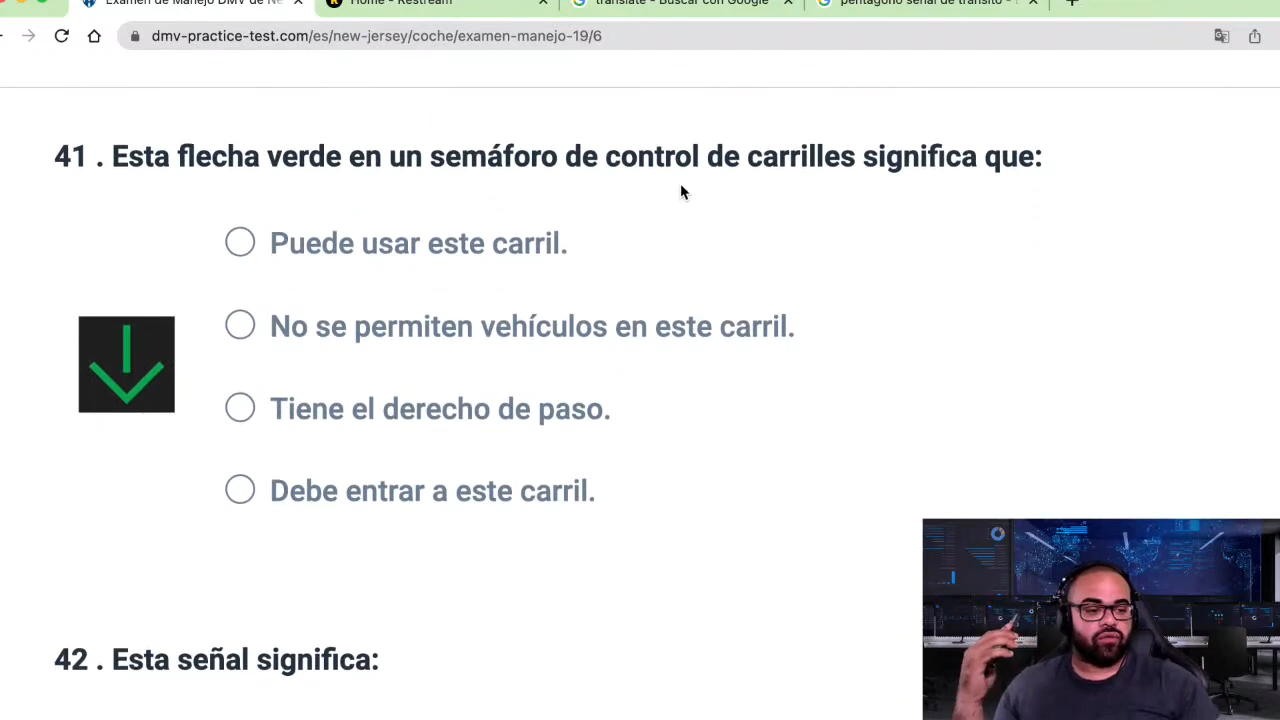 Examen de Manejo DMV de Ne
Home - Restream
translate - Buscar con Google
pentagono señal de transito -
dmv-practice-test.com/es/new-jersey/coche/examen-manejo-19/6
41 . Esta flecha verde en un semáforo de control de carrilles significa que:
Puede usar este carril.
No se permiten vehículos en este carril.
Tiene el derecho de paso.
Debe entrar a este carril.
42 . Esta señal significa: